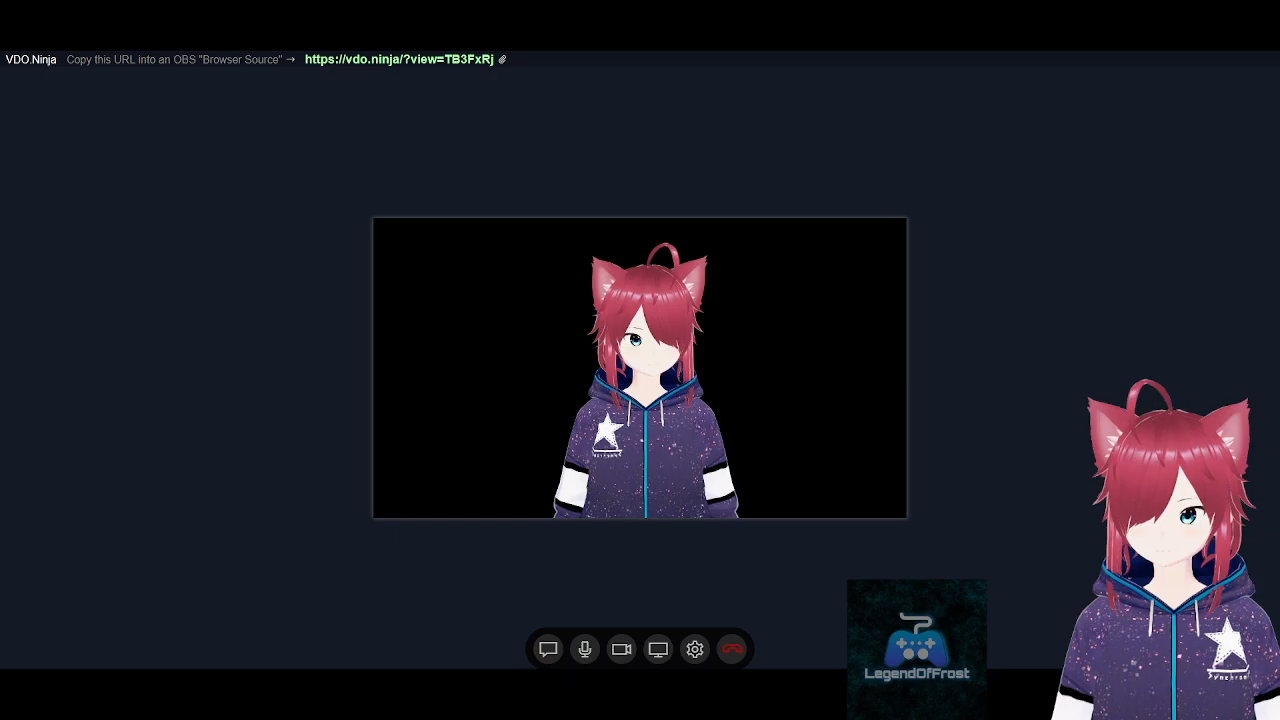 VDO.Ninja Copy this URL into an OBS "Browser Source" → https://vdo.ninja/?view=TB3FxRj
LegendOfFrost